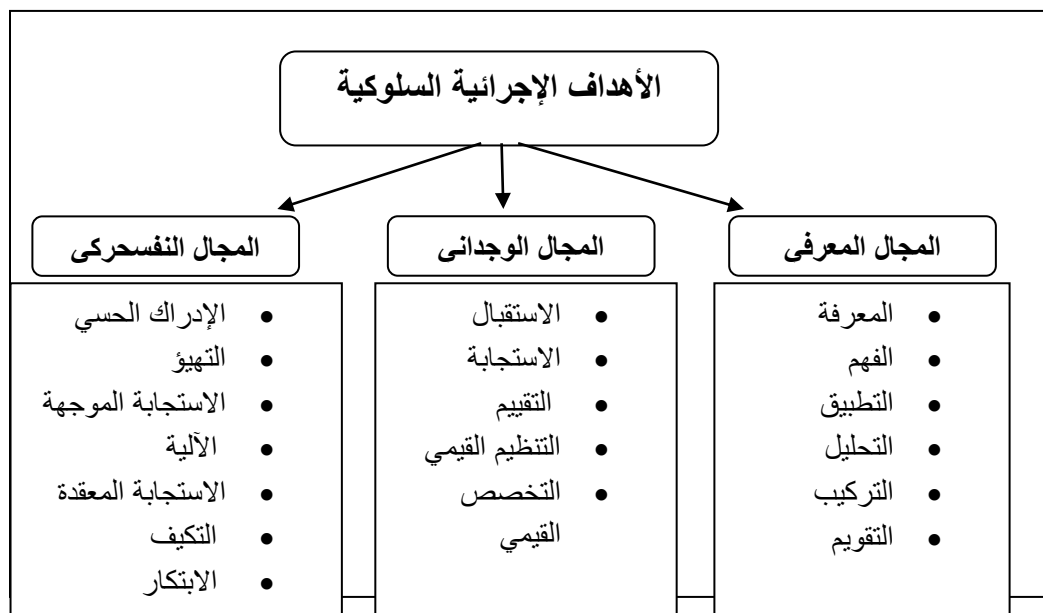 الأهداف الإجرائية السلوكية
المجال المعرفى
• المعرفة
• الفهم
• التطبيق
• التحليل
• التركيب
• التقويم
المجال الوجدانى
• الاستقبال
• الاستجابة
• التقييم
• التنظيم القيمي
• التخصص
القيمي
المجال النفسحركى
• الإدراك الحسي
• التهيؤ
• الاستجابة الموجهة
• الآلية
• الاستجابة المعقدة
• التكيف
• الابتكار